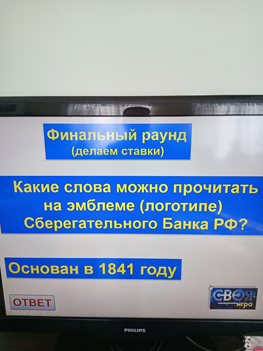 Финальный раунд
(делаем ставки)
Какие слова можно прочитать
на эмблеме (логотипе)
Сберегательного Банка РФ?
Основан в 1841 году
ОТВЕТ
СВОЯ
игра
PHILIPS